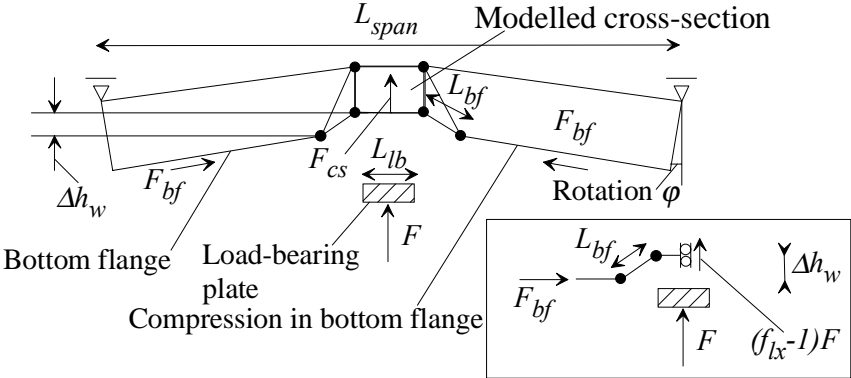 L_span
Modelled cross-section
L_bf
F_bf
F_cs
L_lb
F_bf
Δh_w
Rotation φ
F
Bottom flange
Load-bearing
plate
Compression in bottom flange
L_bf
Δh_w
F_bf
F
(f_lx-1)F